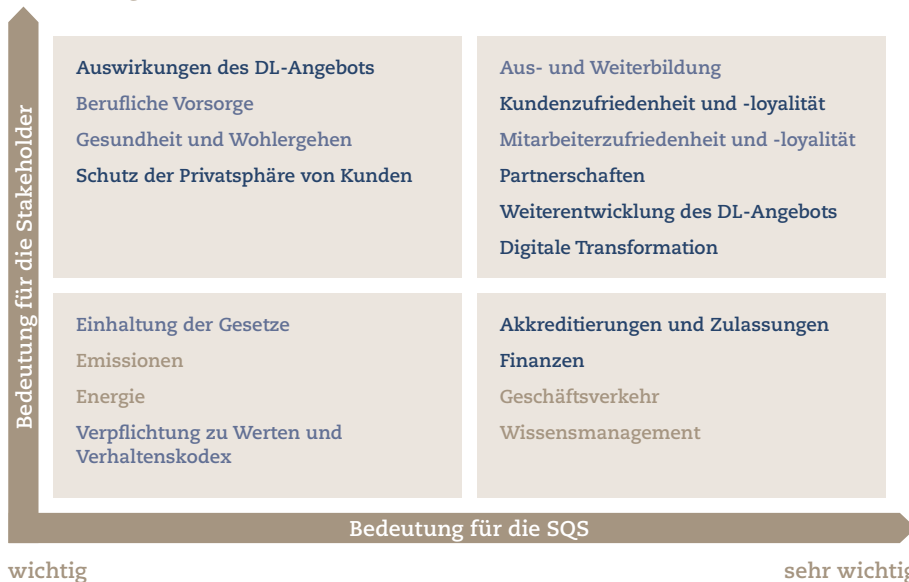 Bedeutung für die Stakeholder
Auswirkungen des DL-Angebots
Berufliche Vorsorge
Gesundheit und Wohlergehen
Schutz der Privatsphäre von Kunden
Aus- und Weiterbildung
Kundenzufriedenheit und -loyalität
Mitarbeiterzufriedenheit und -loyalität
Partnerschaften
Weiterentwicklung des DL-Angebots
Digitale Transformation
Einhaltung der Gesetze
Emissionen
Energie
Verpflichtung zu Werten und
Verhaltenskodex
Akkreditierungen und Zulassungen
Finanzen
Geschäftsverkehr
Wissensmanagement
Bedeutung für die SQS
wichtig
sehr wichtig